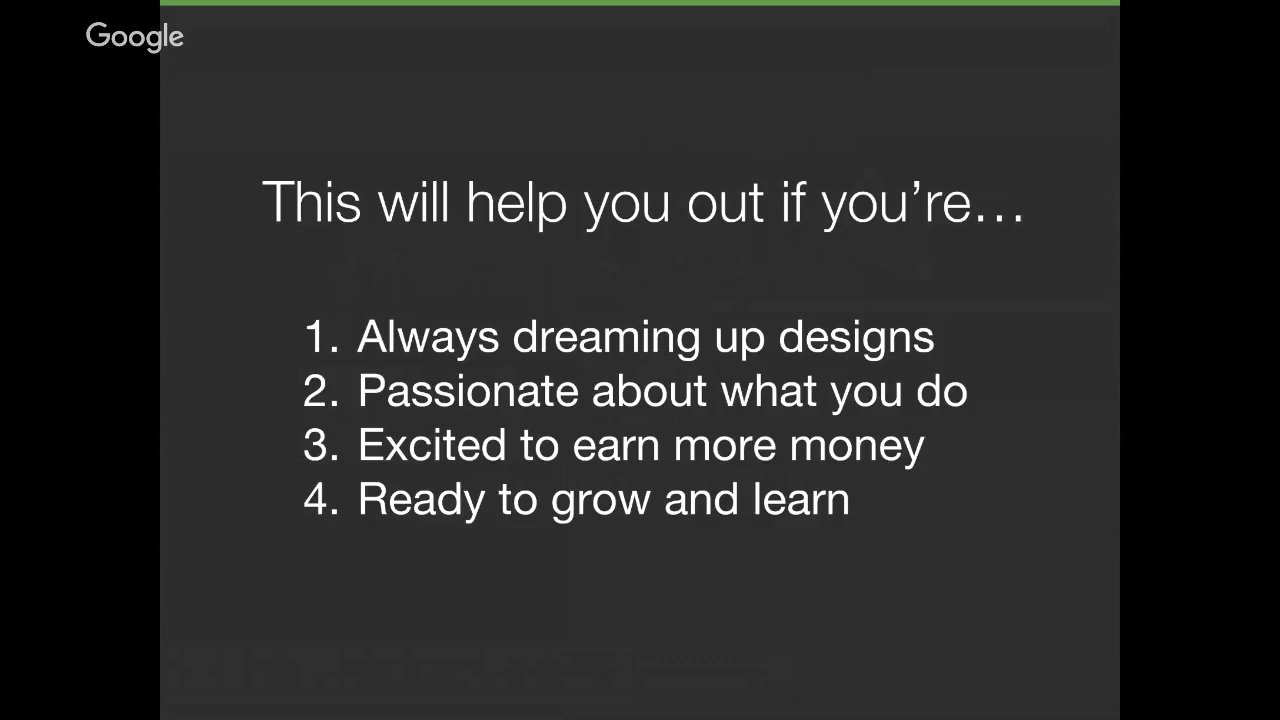 Google
This will help you out if you’re…
1. Always dreaming up designs
2. Passionate about what you do
3. Excited to earn more money
4. Ready to grow and learn